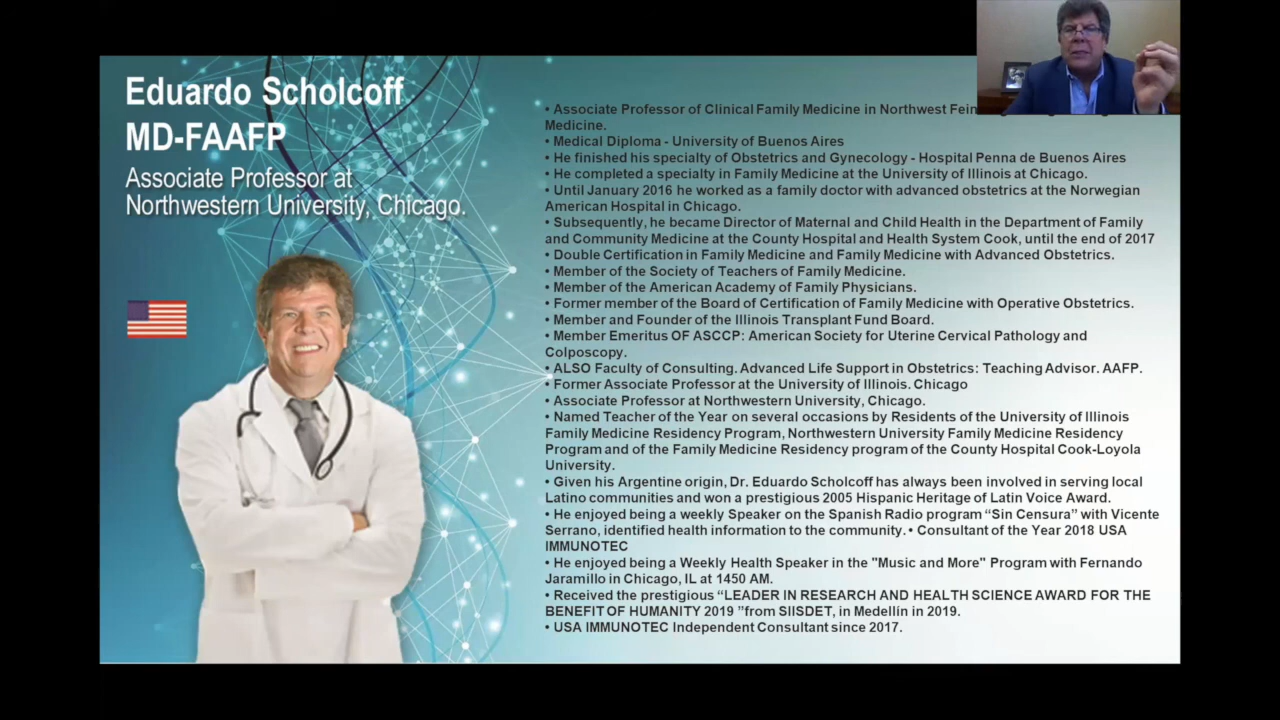 Eduardo Scholcoff
MD-FAAFP
Associate Professor at
Northwestern University, Chicago.
• Associate Professor of Clinical Family Medicine in Northwest
Medicine.
• Medical Diploma - University of Buenos Aires
• He finished his specialty of Obstetrics and Gynecology - Hospital Penna de Buenos Aires
• He completed a specialty in Family Medicine at the University of Illinois at Chicago.
• Until January 2016 he worked as a family doctor with advanced obstetrics at the Norwegian
American Hospital in Chicago.
• Subsequently, he became Director of Maternal and Child Health in the Department of Family
and Community Medicine at the County Hospital and Health System Cook, until the end of 2017
• Double Certification in Family Medicine and Family Medicine with Advanced Obstetrics.
• Member of the Society of Teachers of Family Medicine.
• Member of the American Academy of Family Physicians.
• Former member of the Board of Certification of Family Medicine with Operative Obstetrics.
• Member and Founder of the Illinois Transplant Fund Board.
• Member Emeritus OF ASCCP: American Society for Uterine Cervical Pathology and
Colposcopy.
• ALSO Faculty of Consulting. Advanced Life Support in Obstetrics: Teaching Advisor. AAFP.
• Former Associate Professor at the University of Illinois. Chicago
• Associate Professor at Northwestern University, Chicago.
• Named Teacher of the Year on several occasions by Residents of the University of Illinois
Family Medicine Residency Program, Northwestern University Family Medicine Residency
Program and of the Family Medicine Residency program of the County Hospital Cook-Loyola
University.
• Given his Argentine origin, Dr. Eduardo Scholcoff has always been involved in serving local
Latino communities and won a prestigious 2005 Hispanic Heritage of Latin Voice Award.
• He enjoyed being a weekly Speaker on the Spanish Radio program “Sin Censura” with Vicente
Serrano, identified health information to the community. • Consultant of the Year 2018 USA
IMMUNOTEC
• He enjoyed being a Weekly Health Speaker in the "Music and More" Program with Fernando
Jaramillo in Chicago, IL at 1450 AM.
• Received the prestigious “LEADER IN RESEARCH AND HEALTH SCIENCE AWARD FOR THE
BENEFIT OF HUMANITY 2019 ”from SIISDET, in Medellín in 2019.
• USA IMMUNOTEC Independent Consultant since 2017.